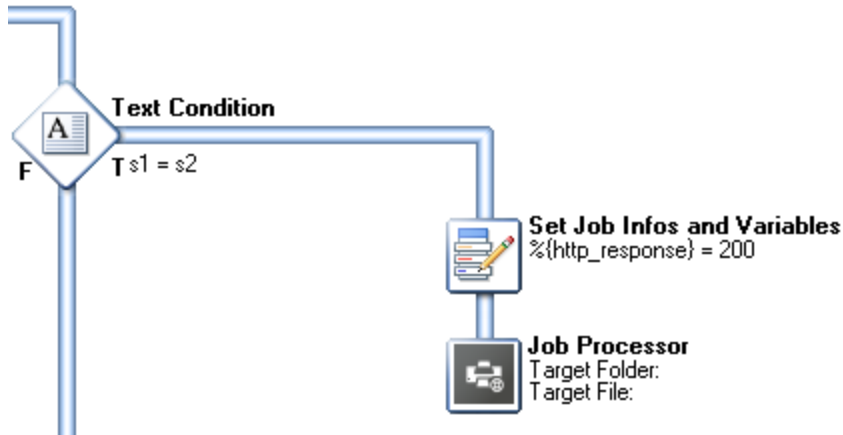 Text Condition
A
F
T s1 = s2
Set Job Infos and Variables
%{http_response} = 200
Job Processor
Target Folder:
Target File: